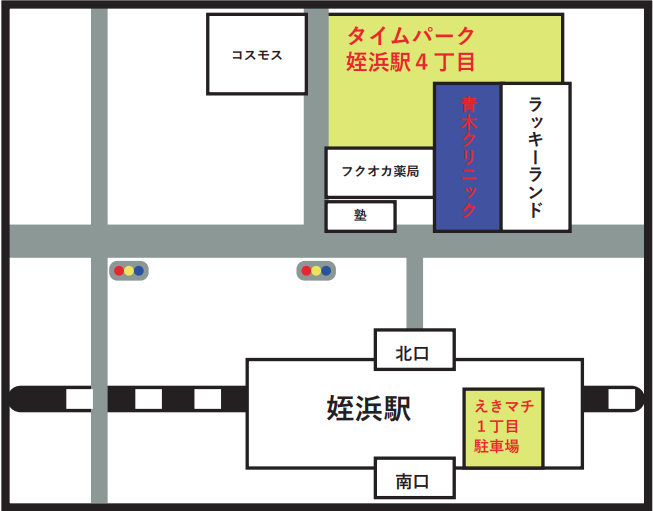 コスモス
タイムパーク
姪浜駅４丁目
青木クリニック
ラッキーランド
フクオカ薬局
塾
北口
姪浜駅
えきマチ
１丁目
駐車場
南口